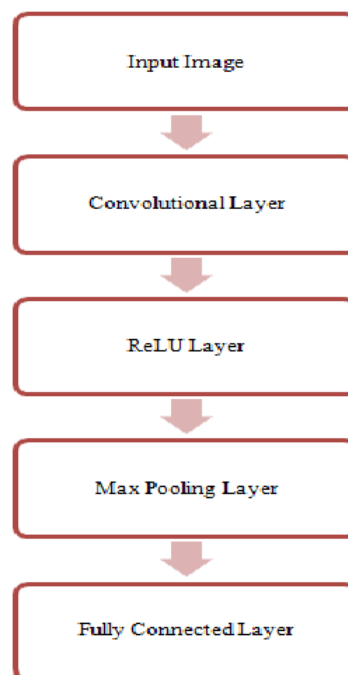 Input Image
Convolutional Layer
ReLU Layer
Max Pooling Layer
Fully Connected Layer